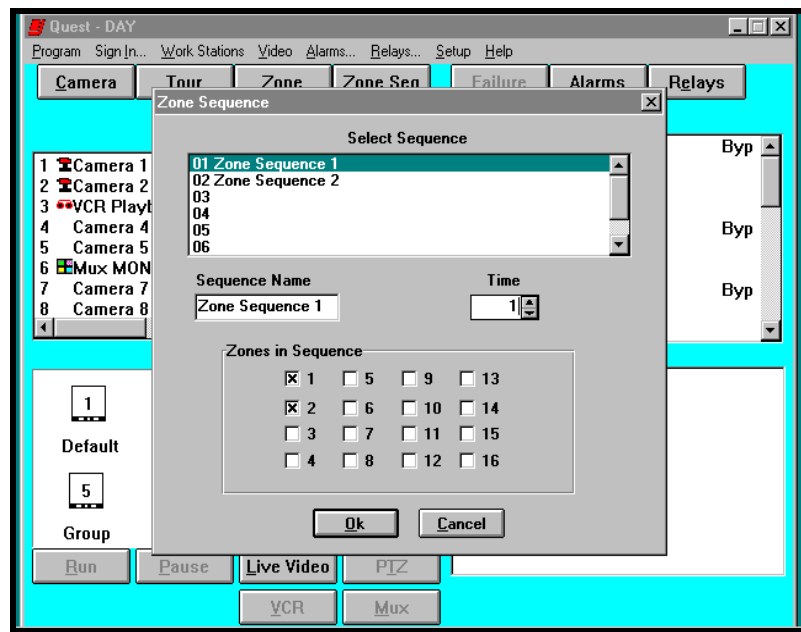 Quest - DAY
Program Sign In... Work Stations Video Alarms... Relays... Setup Help
Camera Tour Zone Zone Seq Failure Alarms Relays
Zone Sequence
Select Sequence
01 Zone Sequence 1
02 Zone Sequence 2
03
04
05
06
Byp
Byp
Byp
1 Camera 1
2 Camera 2
3 VCR
4 Camera 4
5 Camera 5
6 Mux MON
7 Camera 7
8 Camera 8
Sequence Name Time
Zone Sequence 1 1
Zones in Sequence
1 5 9 13
2 6 10 14
3 7 11 15
4 8 12 16
Ok Cancel
1
Default
5
Group
Run Pause Live Video PTZ
VCR Mux